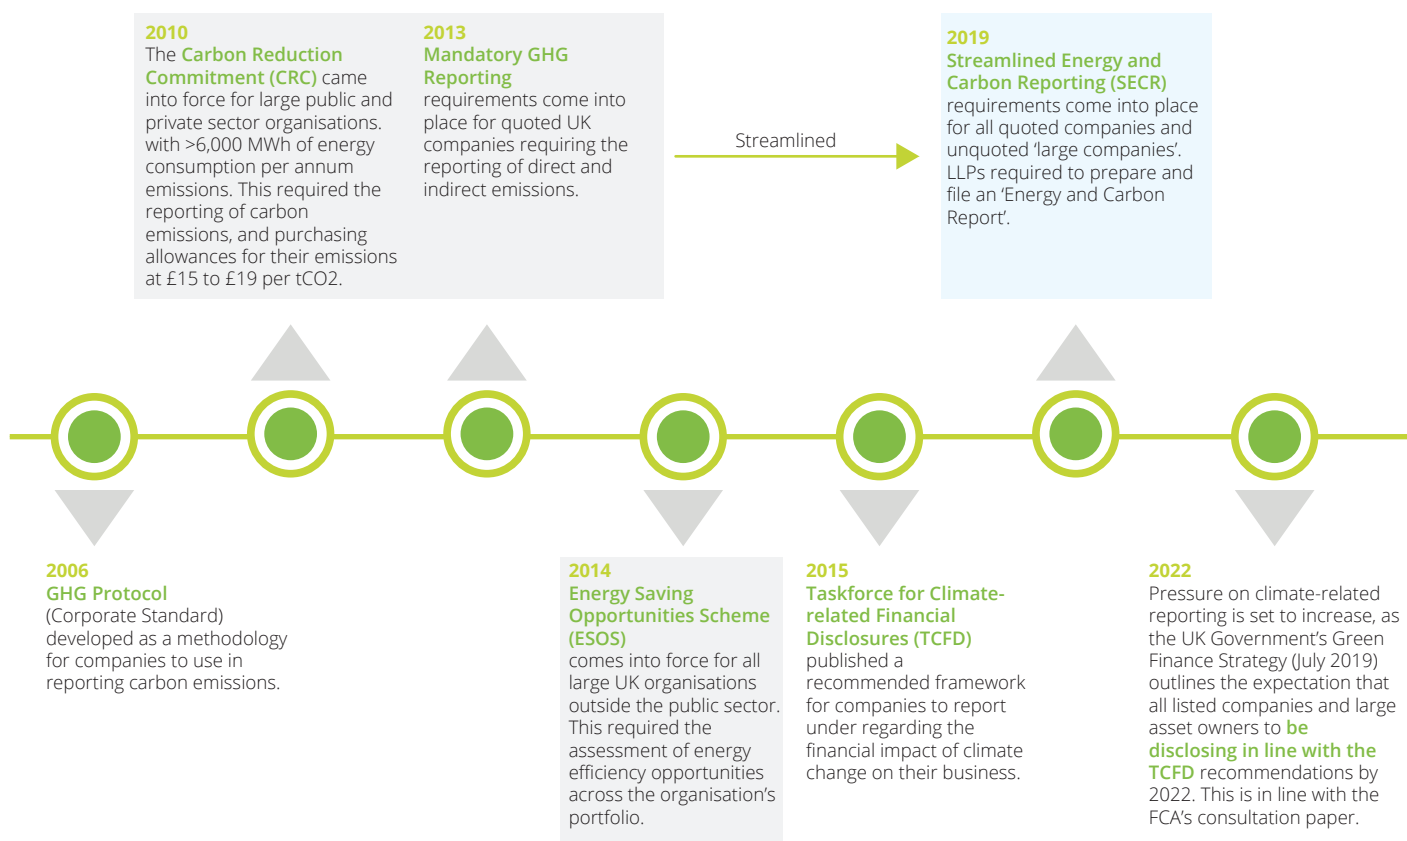 2010
The Carbon Reduction
Commitment (CRC) came
into force for large public and
private sector organisations.
with >6,000 MWh of energy
consumption per annum
emissions. This required the
reporting of carbon
emissions, and purchasing
allowances for their emissions
at £15 to £19 per tCO2.
2013
Mandatory GHG
Reporting
requirements come into
place for quoted UK
companies requiring the
reporting of direct and
indirect emissions.
Streamlined
2019
Streamlined Energy and
Carbon Reporting (SECR)
requirements come into place
for all quoted companies and
unquoted ‘large companies’.
LLPs required to prepare and
file an ‘Energy and Carbon
Report’.
2006
GHG Protocol
(Corporate Standard)
developed as a methodology
for companies to use in
reporting carbon emissions.
2014
Energy Saving
Opportunities Scheme
(ESOS)
comes into force for all
large UK organisations
outside the public sector.
This required the
assessment of energy
efficiency opportunities
across the organisation’s
portfolio.
2015
Taskforce for Climate-
related Financial
Disclosures (TCFD)
published a
recommended framework
for companies to report
under regarding the
financial impact of climate
change on their business.
2022
Pressure on climate-related
reporting is set to increase, as
the UK Government’s Green
Finance Strategy (July 2019)
outlines the expectation that
all listed companies and large
asset owners to be
disclosing in line with the
TCFD recommendations by
2022. This is in line with the
FCA’s consultation paper.